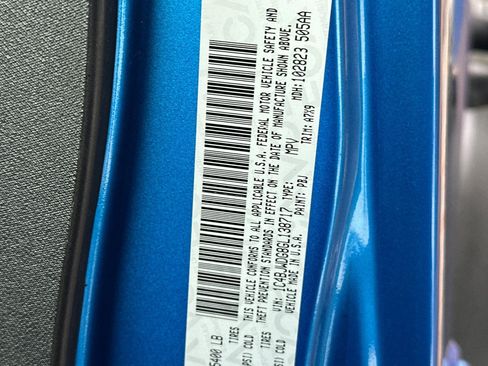 5400 LB
TIRES
PSI) COLD
TIRES
PSI) COLD
THIS VEHICLE CONFORMS TO ALL APPLICABLE U.S.A. FEDERAL MOTOR VEHICLE SAFETY AND
THEFT PREVENTION STANDARDS IN EFFECT ON THE DATE OF MANUFACTURE SHOWN ABOVE.
VIN: 1C4BJWDG8GL138717 TYPE: MPV MDH: 102823 505AA
VEHICLE MADE IN U.S.A. PAINT: PBJ TRIM: A7X9